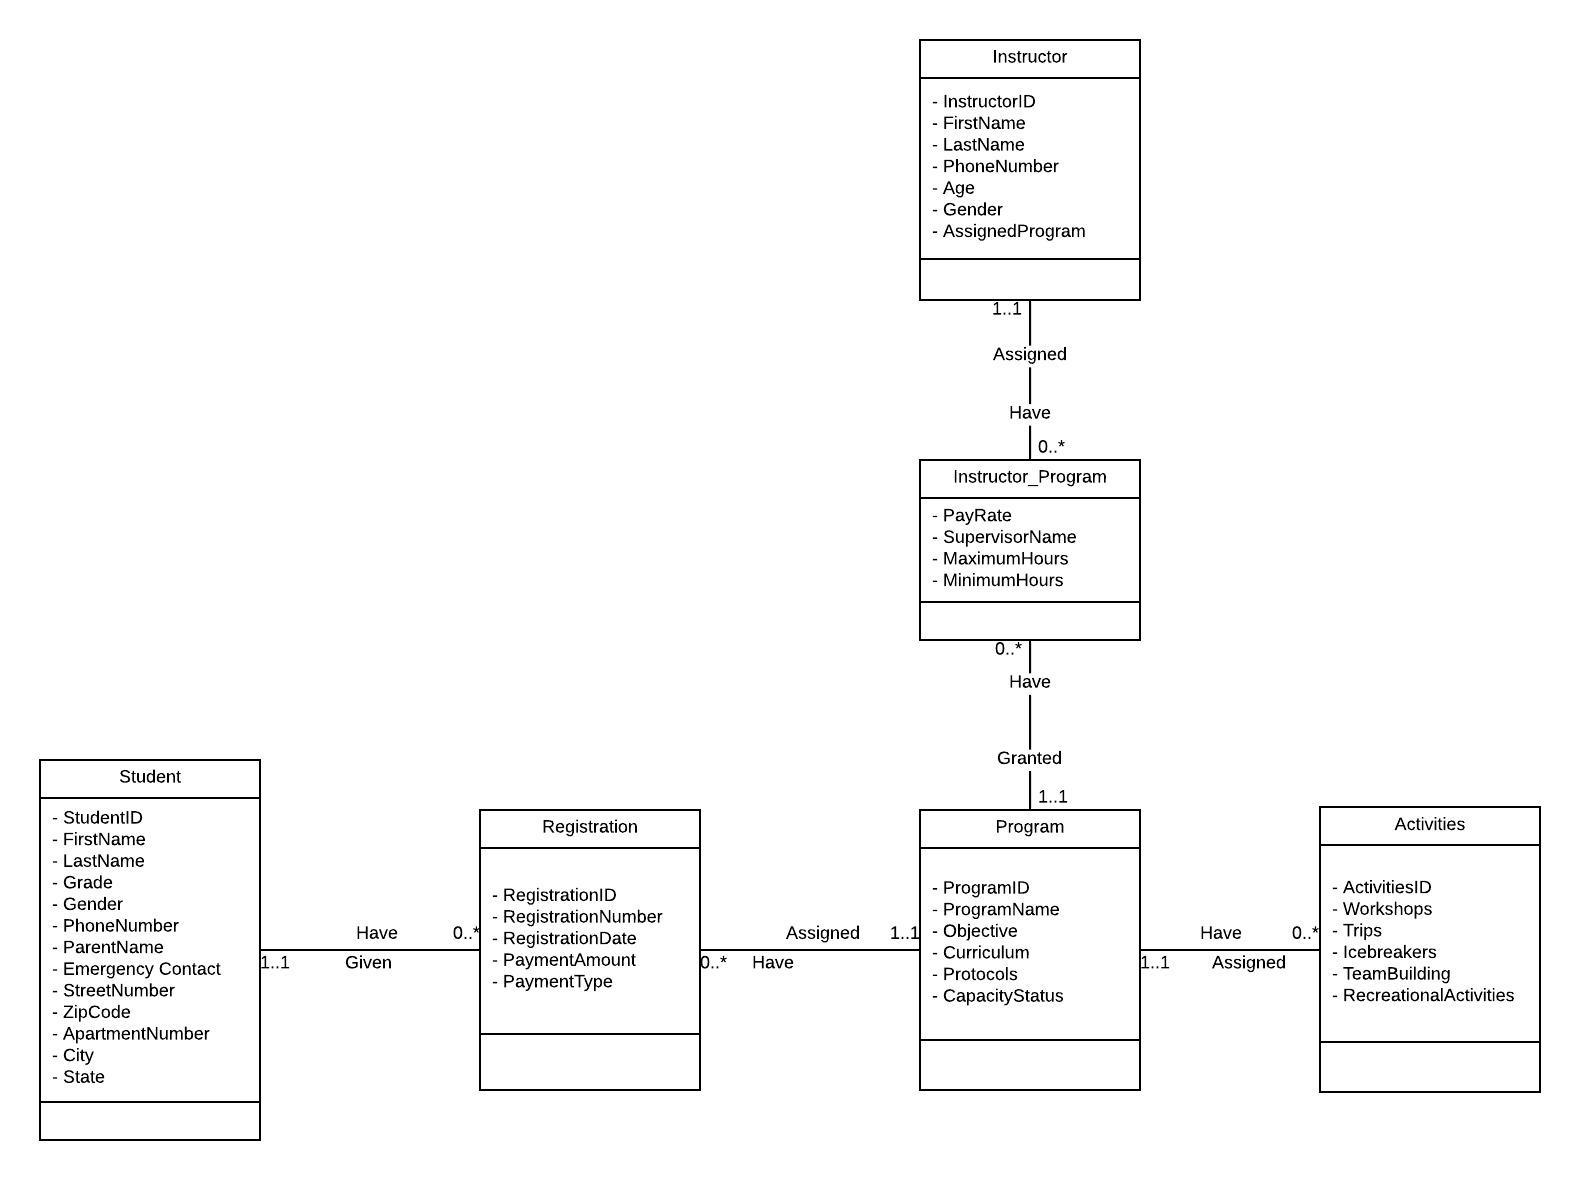 Instructor
- InstructorID
- FirstName
- LastName
- PhoneNumber
- Age
- Gender
- AssignedProgram
1..1
Assigned
Have
0..*
Instructor_Program
- PayRate
- SupervisorName
- MaximumHours
- MinimumHours
0..*
Have
Granted
1..1
Student
- StudentID
- FirstName
- LastName
- Grade
- Gender
- PhoneNumber
- ParentName
- Emergency Contact
- StreetNumber
- ZipCode
- ApartmentNumber
- City
- State
Have
0..*
1..1
Given
Registration
- RegistrationID
- RegistrationNumber
- RegistrationDate
- PaymentAmount
- PaymentType
Assigned
1..1
0..*
Have
Program
- ProgramID
- ProgramName
- Objective
- Curriculum
- Protocols
- CapacityStatus
Have
0..*
1..1
Assigned
Activities
- ActivitiesID
- Workshops
- Trips
- Icebreakers
- TeamBuilding
- RecreationalActivities